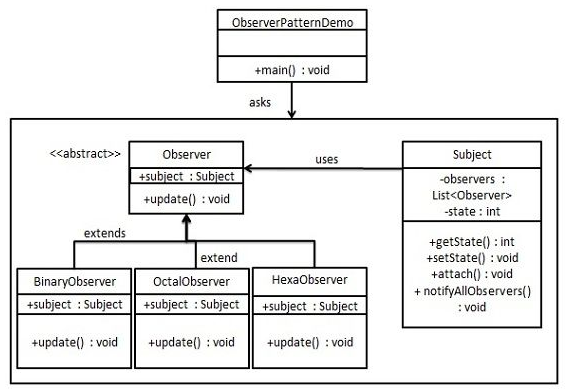 ObserverPatternDemo
+main() : void
asks
<<abstract>>
Observer
+subject : Subject
+update() : void
uses
Subject
-observers :
List<Observer>
-state : int
+getState() : int
+setState() : void
+attach() : void
+ notifyAllObservers()
: void
extends
extend
BinaryObserver
+subject : Subject
+update() : void
OctalObserver
+subject : Subject
+update() : void
HexaObserver
+subject : Subject
+update() : void